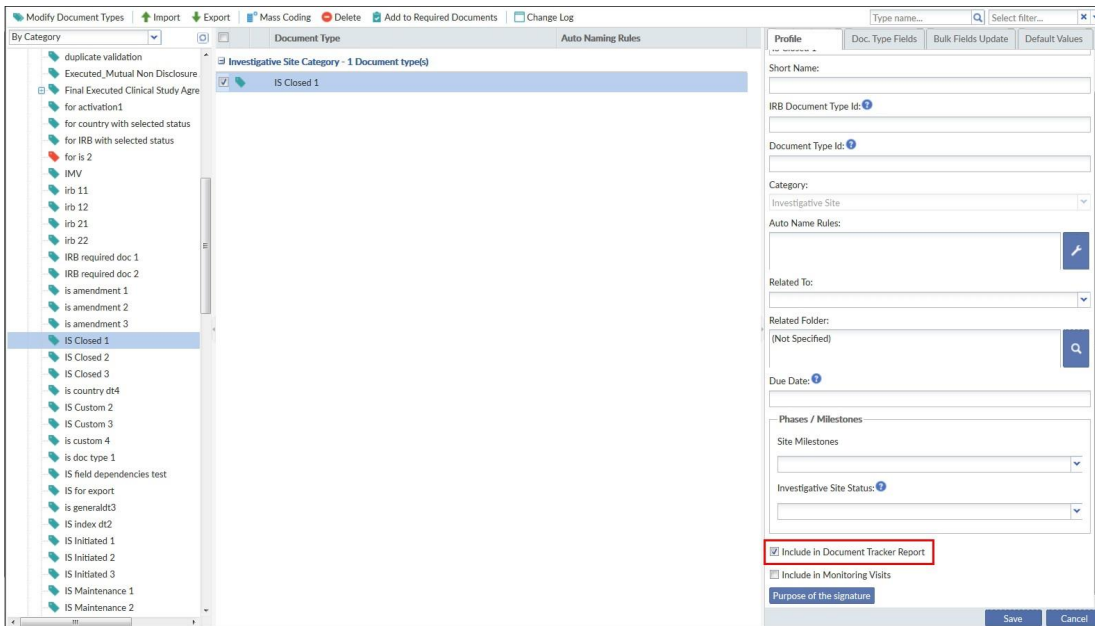 Modify Document Types Import Export Mass Coding Delete Add to Required Documents Change Log Type name... Select filter...
By Category
duplicate validation
Executed_Mutual Non Disclosure
Final Executed Clinical Study Agre
for activation1
for country with selected status
for IRB with selected status
for is 2
IMV
irb 11
irb 12
irb 21
irb 22
IRB required doc 1
IRB required doc 2
is amendment 1
is amendment 2
is amendment 3
IS Closed 1
IS Closed 2
IS Closed 3
is country dt4
IS Custom 2
IS Custom 3
is custom 4
is doc type 1
IS field dependencies test
IS for export
is generaldt3
IS index dt2
IS Initiated 1
IS Initiated 2
IS Initiated 3
IS Maintenance 1
IS Maintenance 2
Document Type Auto Naming Rules
Investigative Site Category - 1 Document type(s)
IS Closed 1
Profile Doc. Type Fields Bulk Fields Update Default Values
IS Closed 1
Short Name:
IRB Document Type Id:
Document Type Id:
Category:
Investigative Site
Auto Name Rules:
Related To:
Related Folder:
(Not Specified)
Due Date:
Phases / Milestones
Site Milestones
Investigative Site Status:
Include in Document Tracker Report
Include in Monitoring Visits
Purpose of the signature
Save Cancel